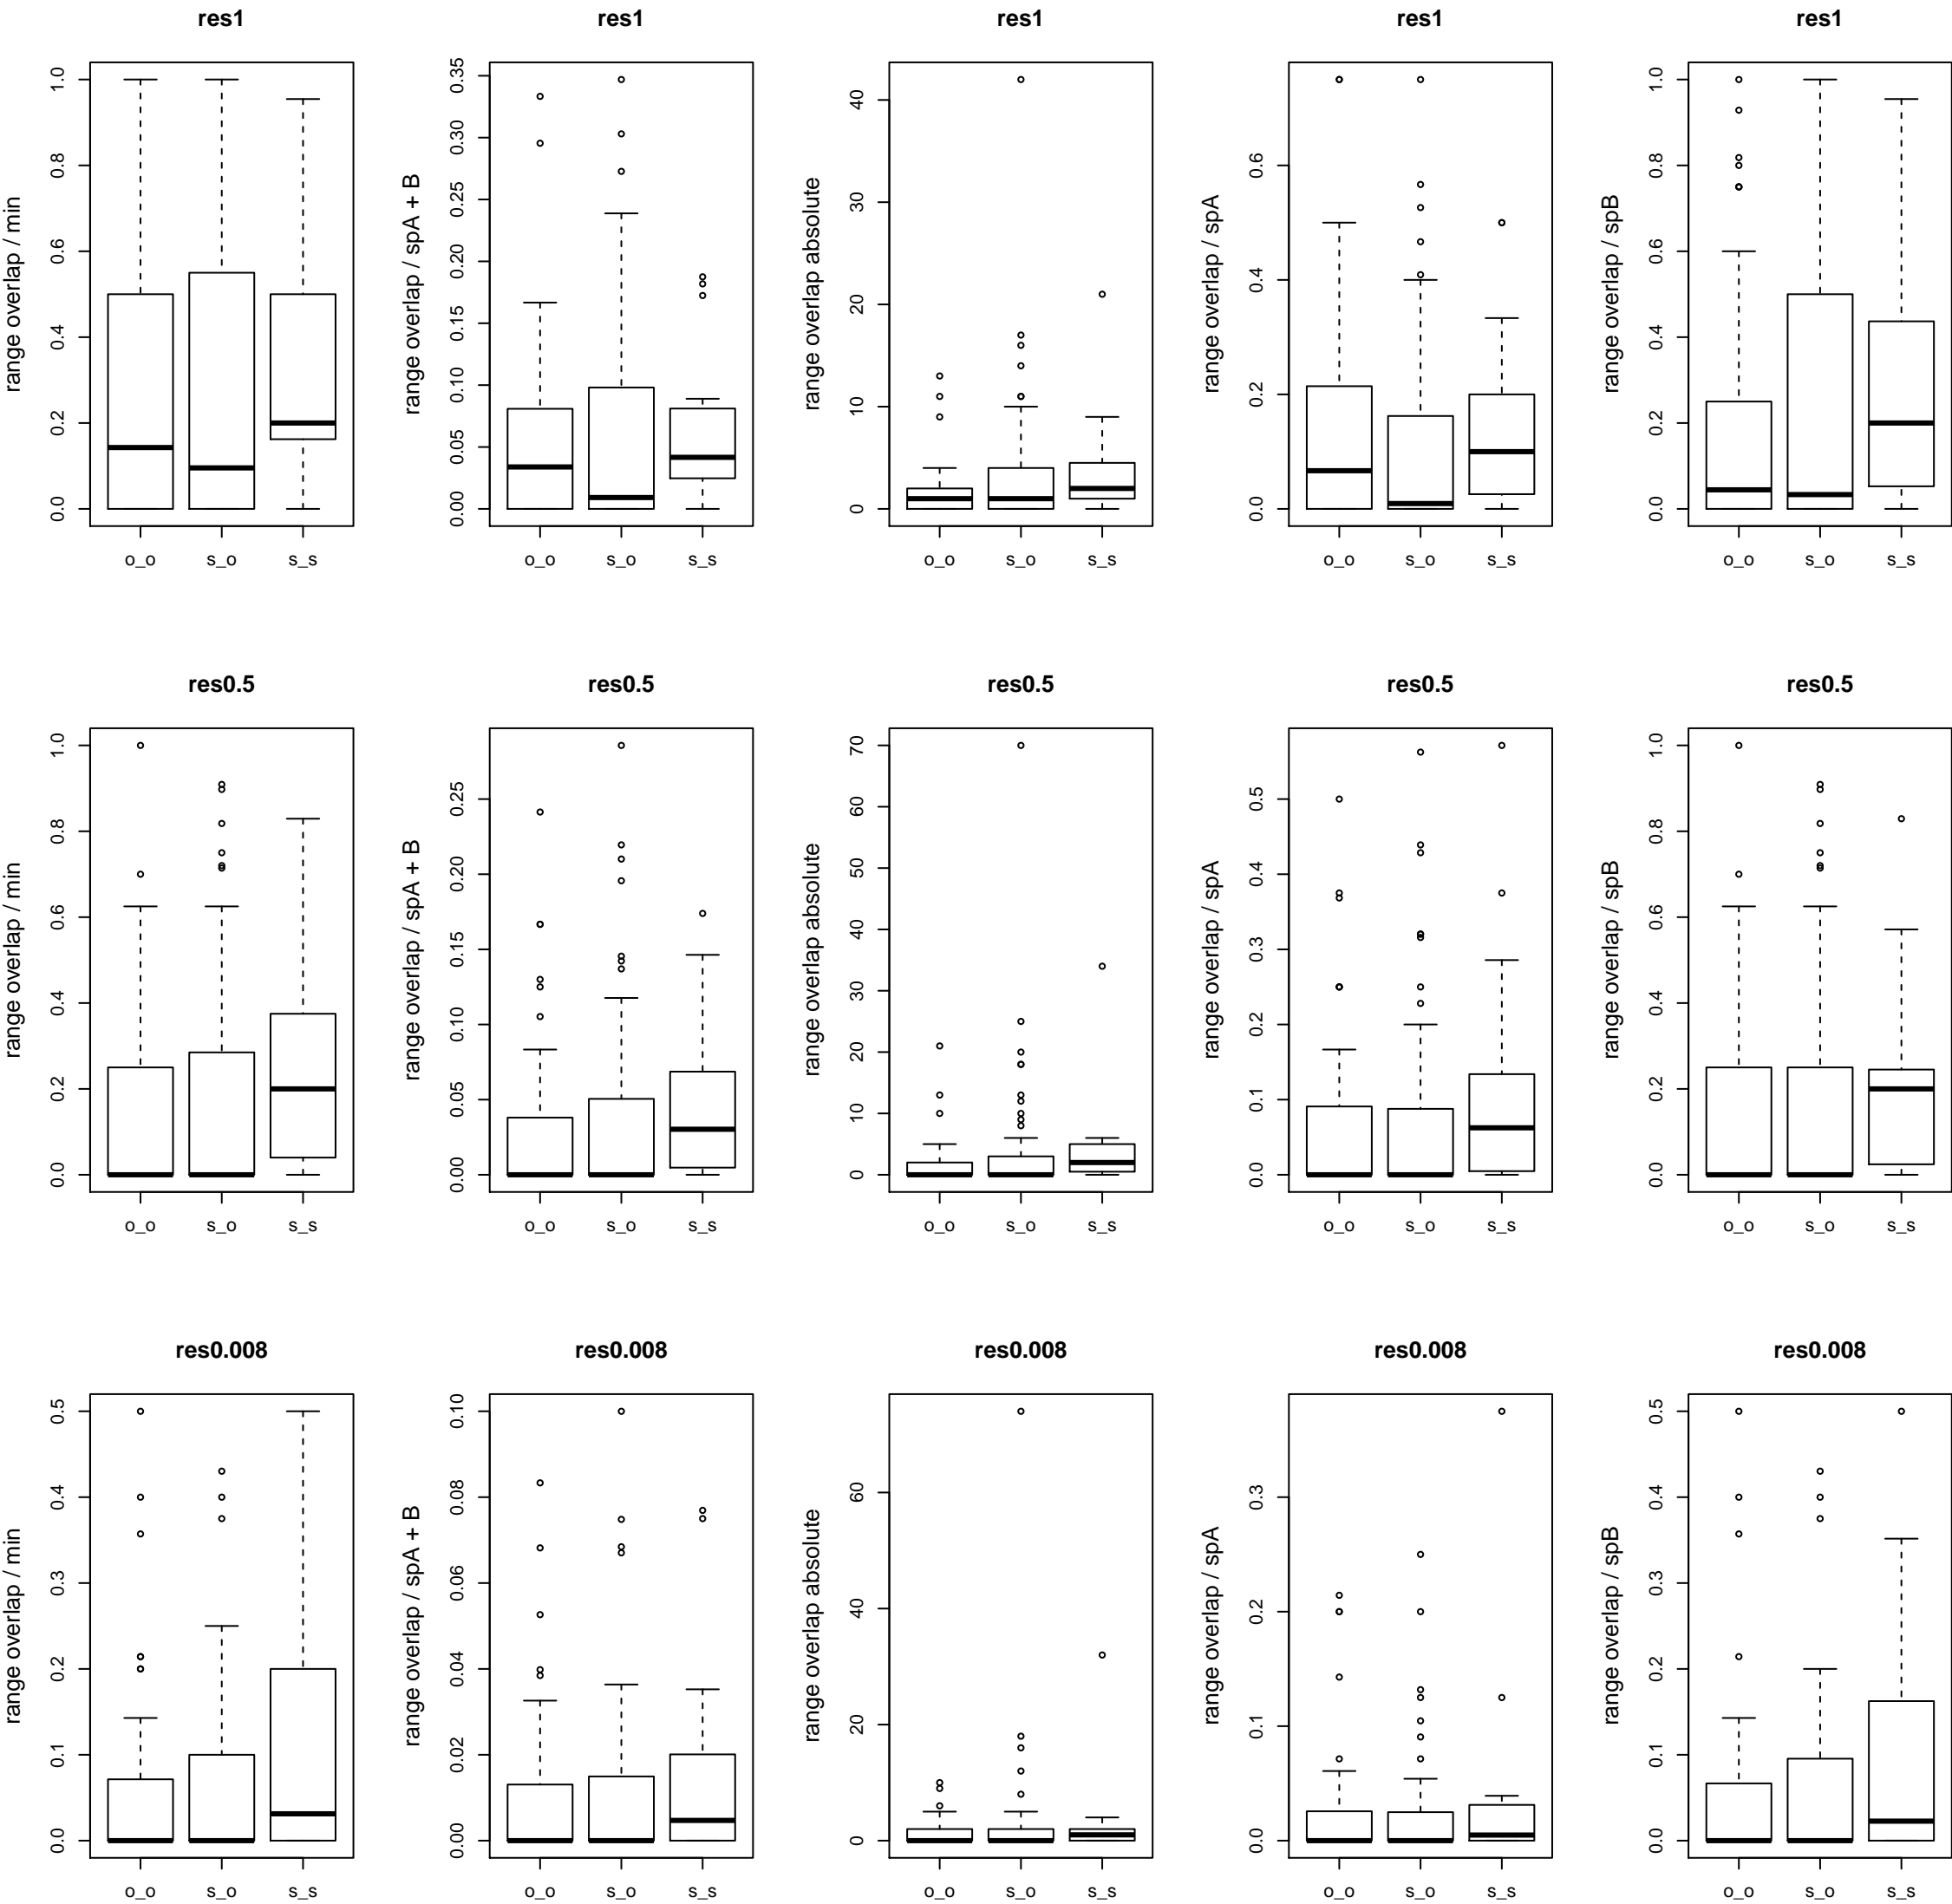 res1
range overlap / min
1.0
0.8
0.6
0.4
0.2
0.0
o_o s_o s_s
res1
range overlap / spA + B
0.35
0.30
0.25
0.20
0.15
0.10
0.05
0.00
o_o s_o s_s
res1
range overlap absolute
40
30
20
10
0
o_o s_o s_s
res1
range overlap / spA
0.6
0.4
0.2
0.0
o_o s_o s_s
res1
range overlap / spB
1.0
0.8
0.6
0.4
0.2
0.0
o_o s_o s_s
res0.5
range overlap / min
1.0
0.8
0.6
0.4
0.2
0.0
o_o s_o s_s
res0.5
range overlap / spA + B
0.25
0.20
0.15
0.10
0.05
0.00
o_o s_o s_s
res0.5
range overlap absolute
70
60
50
40
30
20
10
0
o_o s_o s_s
res0.5
range overlap / spA
0.5
0.4
0.3
0.2
0.1
0.0
o_o s_o s_s
res0.5
range overlap / spB
1.0
0.8
0.6
0.4
0.2
0.0
o_o s_o s_s
res0.008
range overlap / min
0.5
0.4
0.3
0.2
0.1
0.0
o_o s_o s_s
res0.008
range overlap / spA + B
0.10
0.08
0.06
0.04
0.02
0.00
o_o s_o s_s
res0.008
range overlap absolute
60
40
20
0
o_o s_o s_s
res0.008
range overlap / spA
0.3
0.2
0.1
0.0
o_o s_o s_s
res0.008
range overlap / spB
0.5
0.4
0.3
0.2
0.1
0.0
o_o s_o s_s